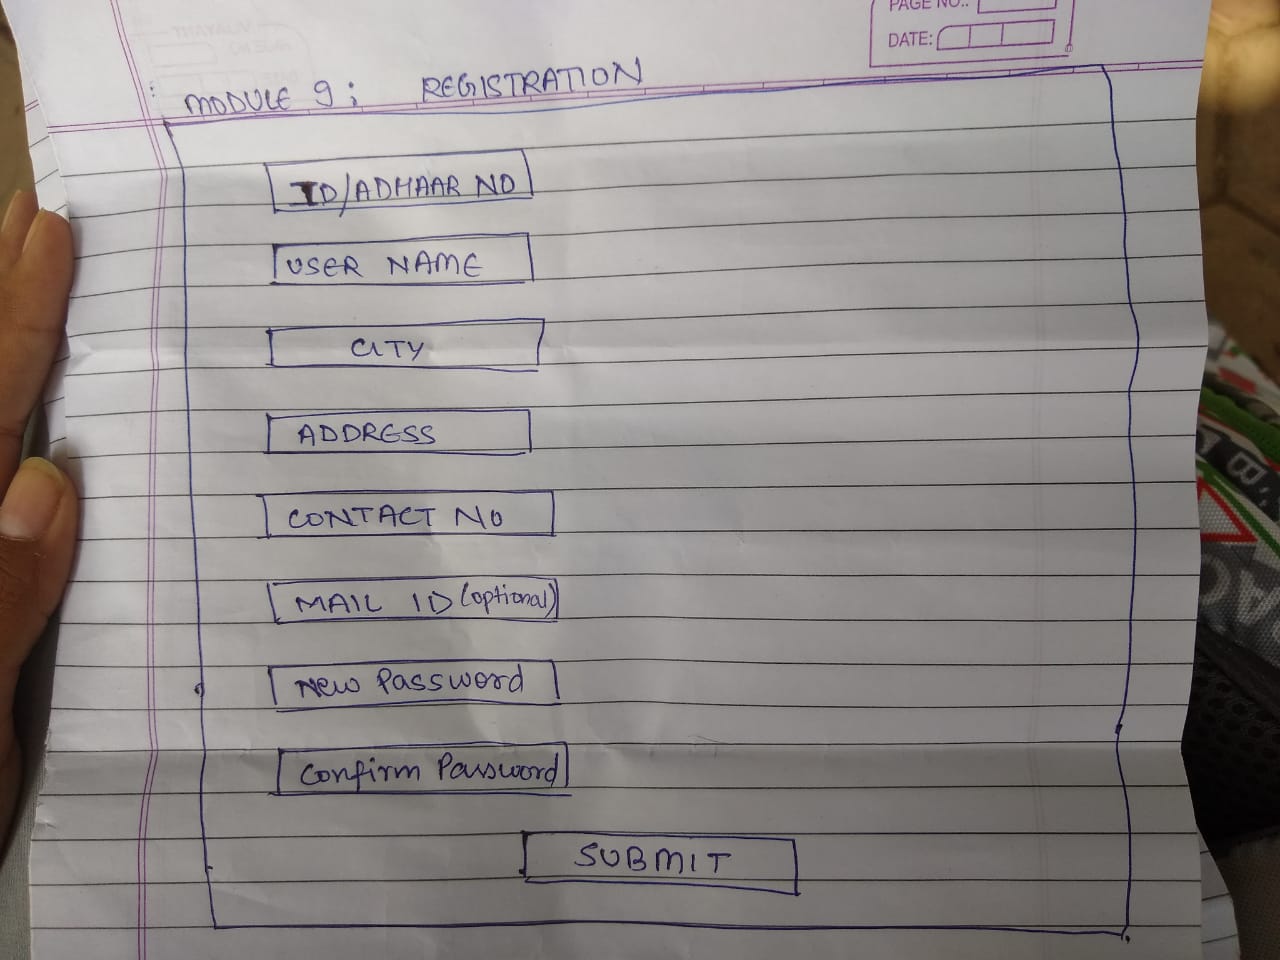 PAGE NO.:
DATE:
MODULE 9: REGISTRATION
ID/ADHAAR NO
USER NAME
CITY
ADDRESS
CONTACT NO
MAIL ID (optional)
New Password
Confirm Password
SUBMIT